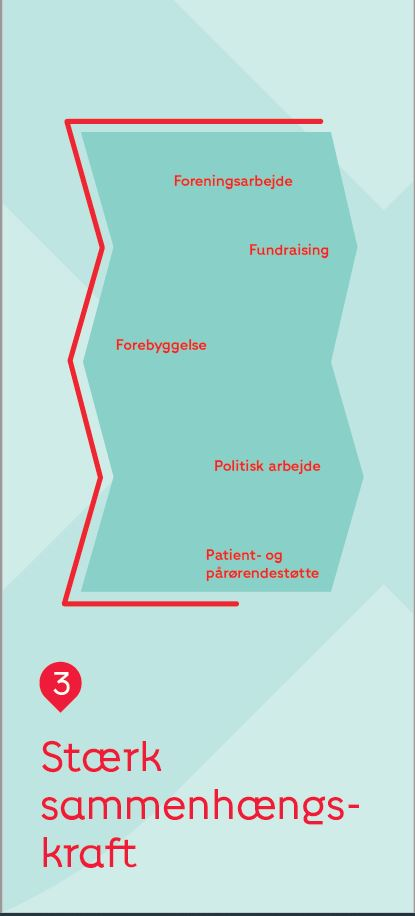 Foreningsarbejde
Fundraising
Forebyggelse
Politisk arbejde
Patient- og
pårørendestøtte
3
Stærk
sammenhængs-
kraft